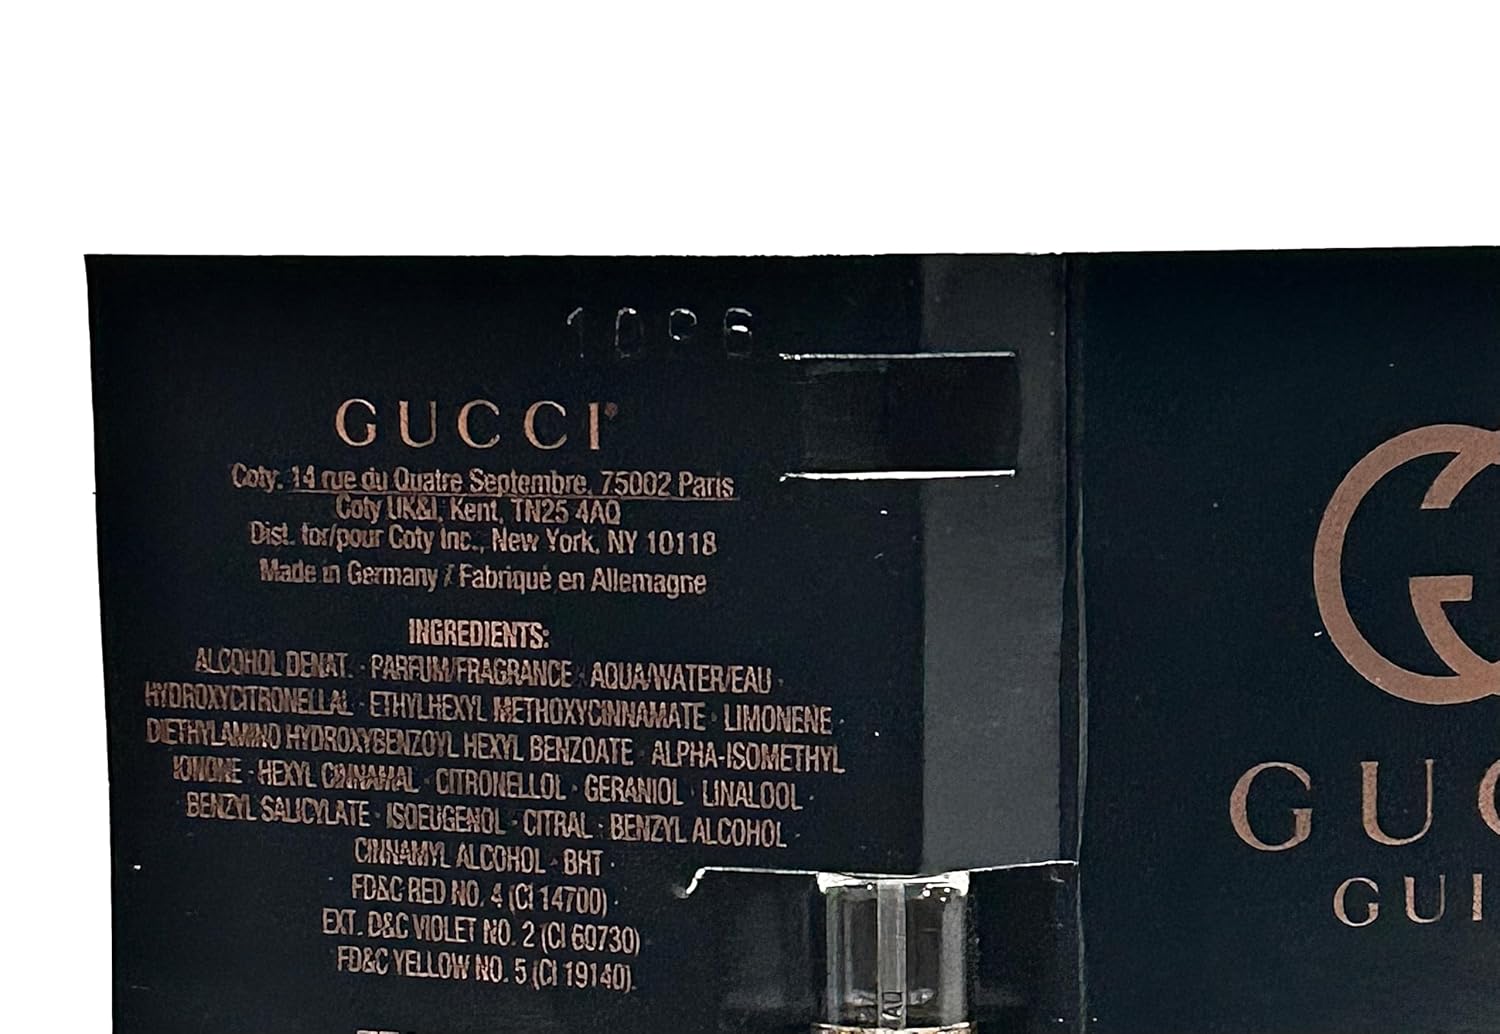 GUCCI
Coty, 14 rue du Quatre Septembre, 75002 Paris
Coty UK&I, Kent, TN25 4AQ
Dist. for/pour Coty Inc., New York, NY 10118
Made in Germany / Fabriqué en Allemagne
INGREDIENTS:
ALCOHOL DENAT. · PARFUM/FRAGRANCE · AQUA/WATER/EAU ·
HYDROXYCITRONELLAL · ETHYLHEXYL METHOXYCINNAMATE · LIMONENE ·
DIETHYLAMINO HYDROXYBENZOYL HEXYL BENZOATE · ALPHA-ISOMETHYL
IONONE · HEXYL CINNAMAL · CITRONELLOL · GERANIOL · LINALOOL ·
BENZYL SALICYLATE · ISOEUGENOL · CITRAL · BENZYL ALCOHOL ·
CINNAMYL ALCOHOL · BHT ·
FD&C RED NO. 4 (CI 14700) ·
EXT. D&C VIOLET NO. 2 (CI 60730)
FD&C YELLOW NO. 5 (CI 19140).
GUC
GUI